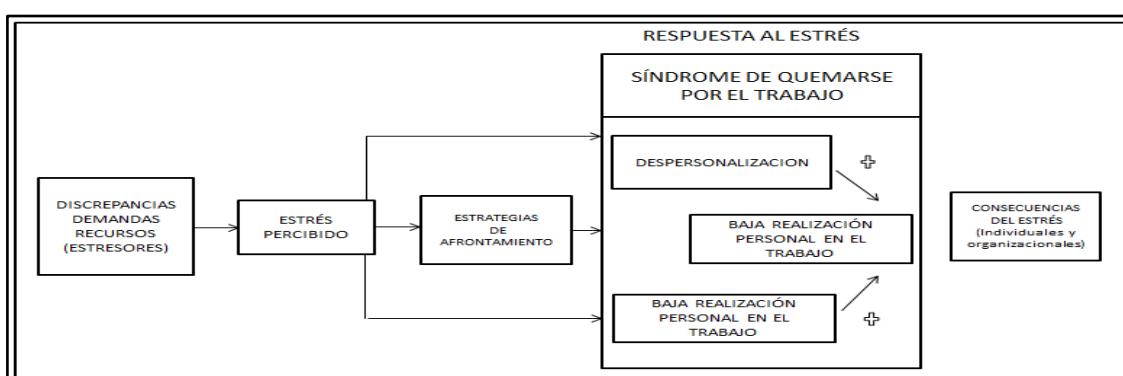 RESPUESTA AL ESTRÉS
SÍNDROME DE QUEMARSE
POR EL TRABAJO
DISCREPANCIAS
DEMANDAS
RECURSOS
(ESTRESORES)
ESTRÉS
PERCIBIDO
ESTRATEGIAS
DE
AFRONTAMIENTO
DESPERSONALIZACION
BAJA REALIZACIÓN
PERSONAL EN EL
TRABAJO
BAJA REALIZACIÓN
PERSONAL EN EL
TRABAJO
CONSECUENCIAS
DEL ESTRÉS
(Individuales y
organizacionales)